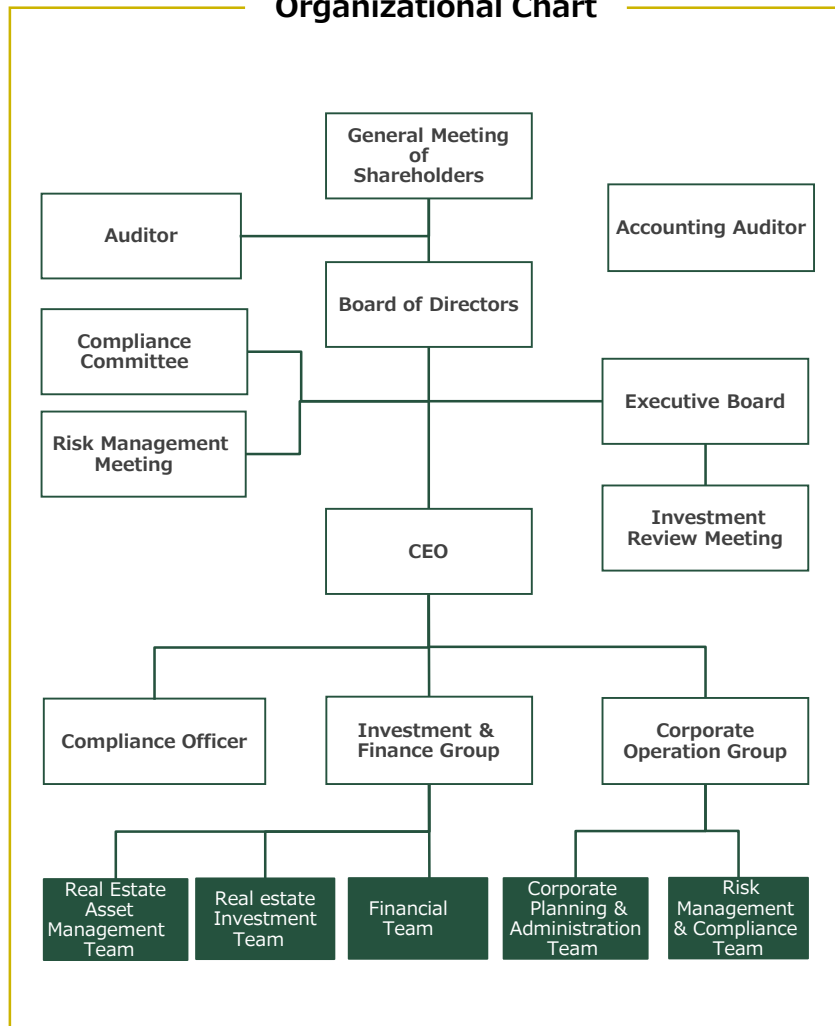 Organizational Chart
General Meeting
of
Shareholders
Auditor
Accounting Auditor
Board of Directors
Compliance
Committee
Executive Board
Risk Management
Meeting
Investment
Review Meeting
CEO
Compliance Officer
Investment &
Finance Group
Corporate
Operation Group
Real Estate
Asset
Management
Team
Real estate
Investment
Team
Financial
Team
Corporate
Planning &
Administration
Team
Risk
Management
& Compliance
Team